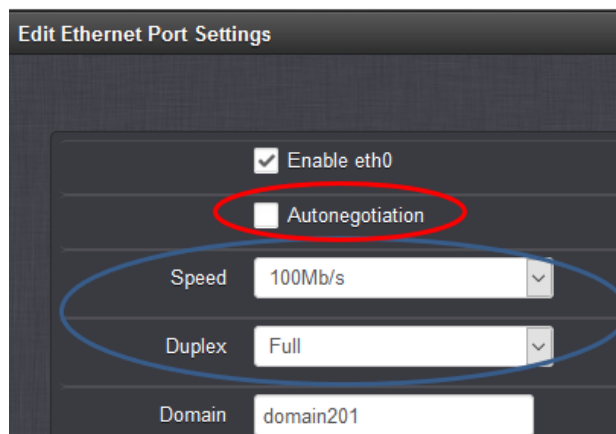 Edit Ethernet Port Settings
Enable eth0
Autonegotiation
Speed 100Mb/s
Duplex Full
Domain domain201